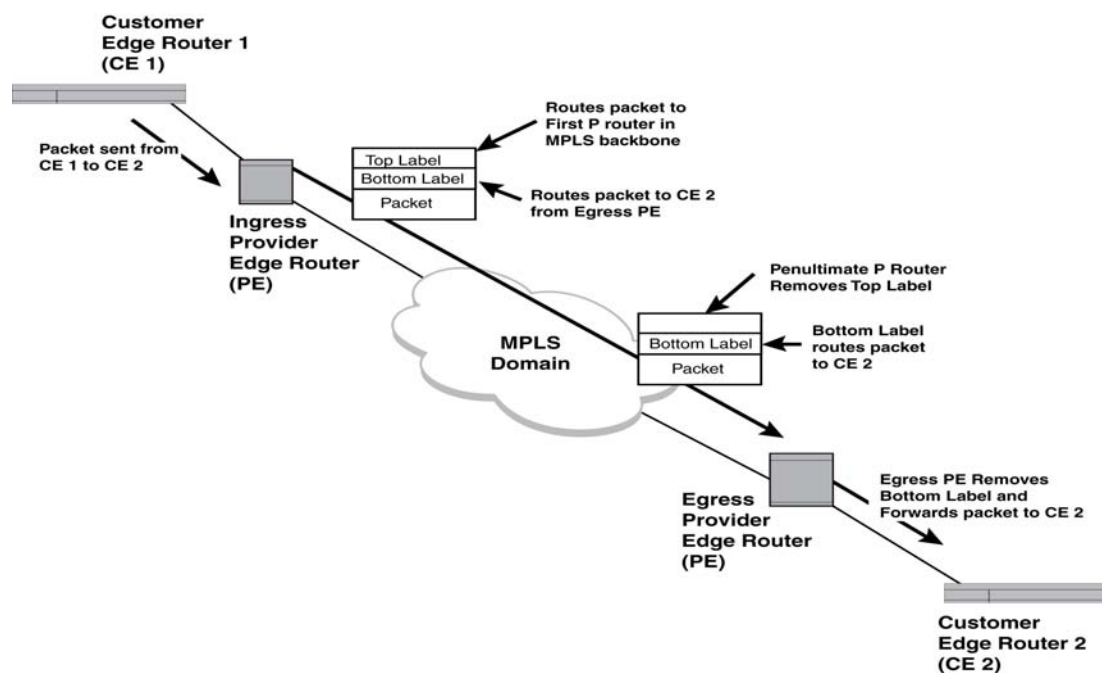 Customer
Edge Router 1
(CE 1)
Packet sent from
CE 1 to CE 2
Routes packet to
First P router in
MPLS backbone
Top Label
Bottom Label
Packet
Routes packet to CE 2
from Egress PE
Ingress
Provider
Edge Router
(PE)
Penultimate P Router
Removes Top Label
MPLS
Domain
Bottom Label
Packet
Bottom Label
routes packet
to CE 2
Egress
Provider
Edge Router
(PE)
Egress PE Removes
Bottom Label and
Forwards packet to CE 2
Customer
Edge Router 2
(CE 2)